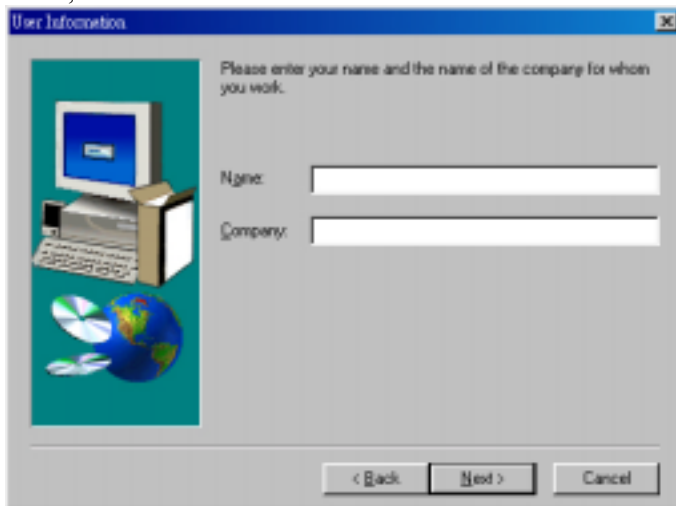 User Information
Please enter your name and the name of the company for whom
you work.
Name:
Company:
< Back
Next >
Cancel